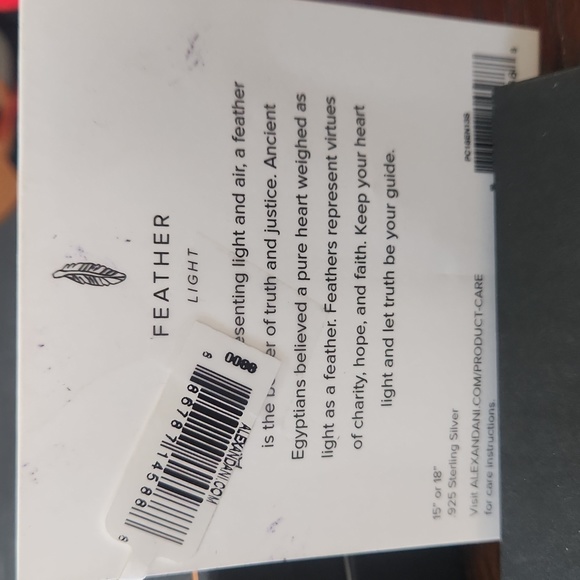 FEATHER
LIGHT
senting light and air, a feather
is the er of truth and justice. Ancient
Egyptians believed a pure heart weighed as
light as a feather. Feathers represent virtues
of charity, hope, and faith. Keep your heart
light and let truth be your guide.
ALEXANDANI.COM
15" or 18"
.925 Sterling Silver
Visit ALEXANDANI.COM/PRODUCT-CARE
for care instructions.